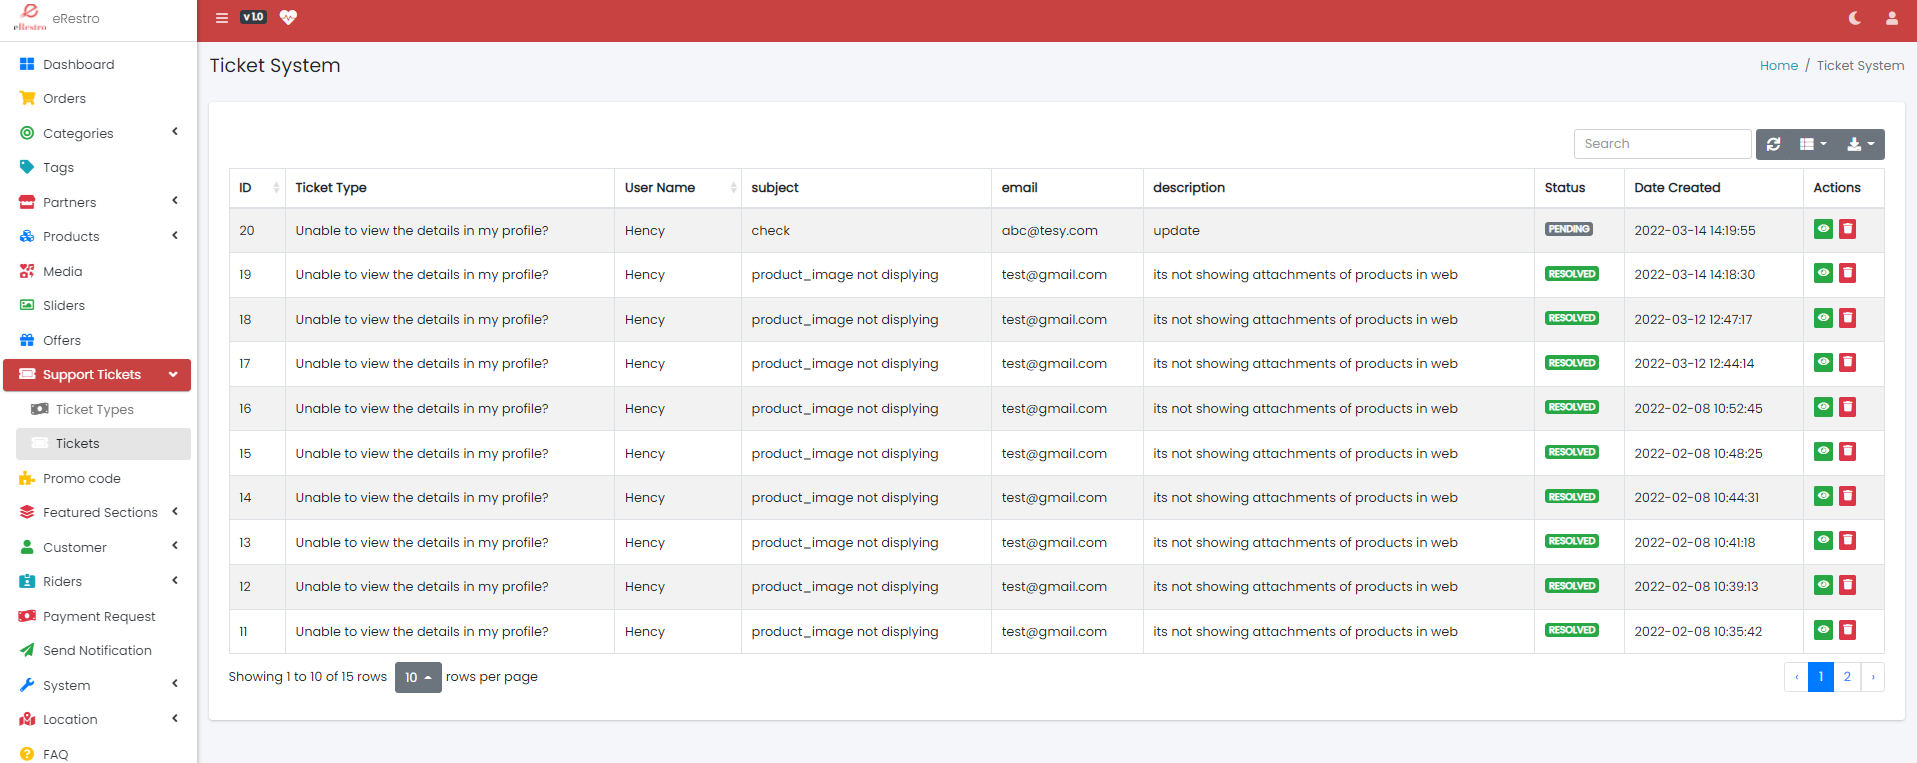 eRestro
eRestro
v 1.0
Dashboard
Orders
Categories
Tags
Partners
Products
Media
Sliders
Offers
Support Tickets
Ticket Types
Tickets
Promo code
Featured Sections
Customer
Riders
Payment Request
Send Notification
System
Location
FAQ
Ticket System
Home / Ticket System
Search
ID Ticket Type User Name subject email description Status Date Created Actions
20 Unable to view the details in my profile? Hency check abc@tesy.com update PENDING 2022-03-14 14:19:55
19 Unable to view the details in my profile? Hency product_image not displying test@gmail.com its not showing attachments of products in web RESOLVED 2022-03-14 14:18:30
18 Unable to view the details in my profile? Hency product_image not displying test@gmail.com its not showing attachments of products in web RESOLVED 2022-03-12 12:47:17
17 Unable to view the details in my profile? Hency product_image not displying test@gmail.com its not showing attachments of products in web RESOLVED 2022-03-12 12:44:14
16 Unable to view the details in my profile? Hency product_image not displying test@gmail.com its not showing attachments of products in web RESOLVED 2022-02-08 10:52:45
15 Unable to view the details in my profile? Hency product_image not displying test@gmail.com its not showing attachments of products in web RESOLVED 2022-02-08 10:48:25
14 Unable to view the details in my profile? Hency product_image not displying test@gmail.com its not showing attachments of products in web RESOLVED 2022-02-08 10:44:31
13 Unable to view the details in my profile? Hency product_image not displying test@gmail.com its not showing attachments of products in web RESOLVED 2022-02-08 10:41:18
12 Unable to view the details in my profile? Hency product_image not displying test@gmail.com its not showing attachments of products in web RESOLVED 2022-02-08 10:39:13
11 Unable to view the details in my profile? Hency product_image not displying test@gmail.com its not showing attachments of products in web RESOLVED 2022-02-08 10:35:42
Showing 1 to 10 of 15 rows 10 rows per page
‹ 1 2 ›